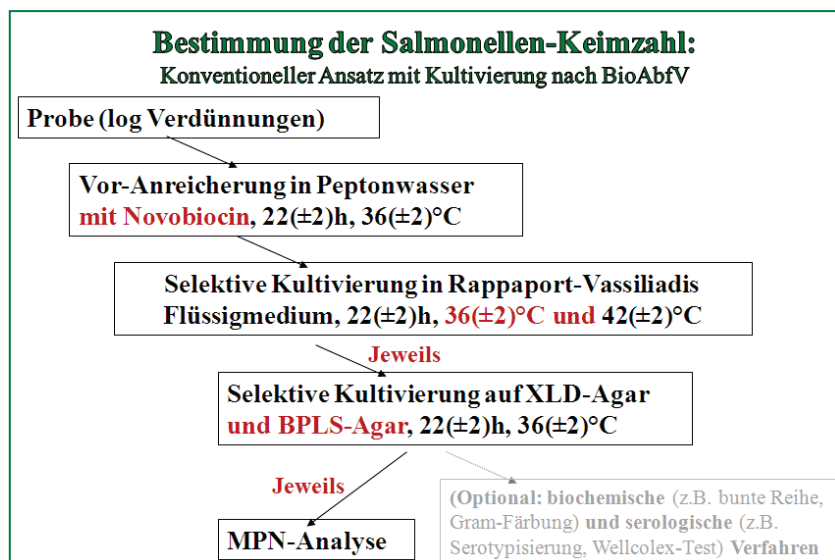 Bestimmung der Salmonellen-Keimzahl:
Konventioneller Ansatz mit Kultivierung nach BioAbfV
Probe (log Verdünnungen)
Vor-Anreicherung in Peptonwasser
mit Novobiocin, 22(±2)h, 36(±2)°C
Selektive Kultivierung in Rappaport-Vassiliadis
Flüssigmedium, 22(±2)h, 36(±2)°C und 42(±2)°C
Jeweils
Selektive Kultivierung auf XLD-Agar
und BPLS-Agar, 22(±2)h, 36(±2)°C
Jeweils
MPN-Analyse
(Optional: biochemische (z.B. bunte Reihe,
Gram-Färbung) und serologische (z.B.
Serotypisierung, Wellcolex-Test) Verfahren